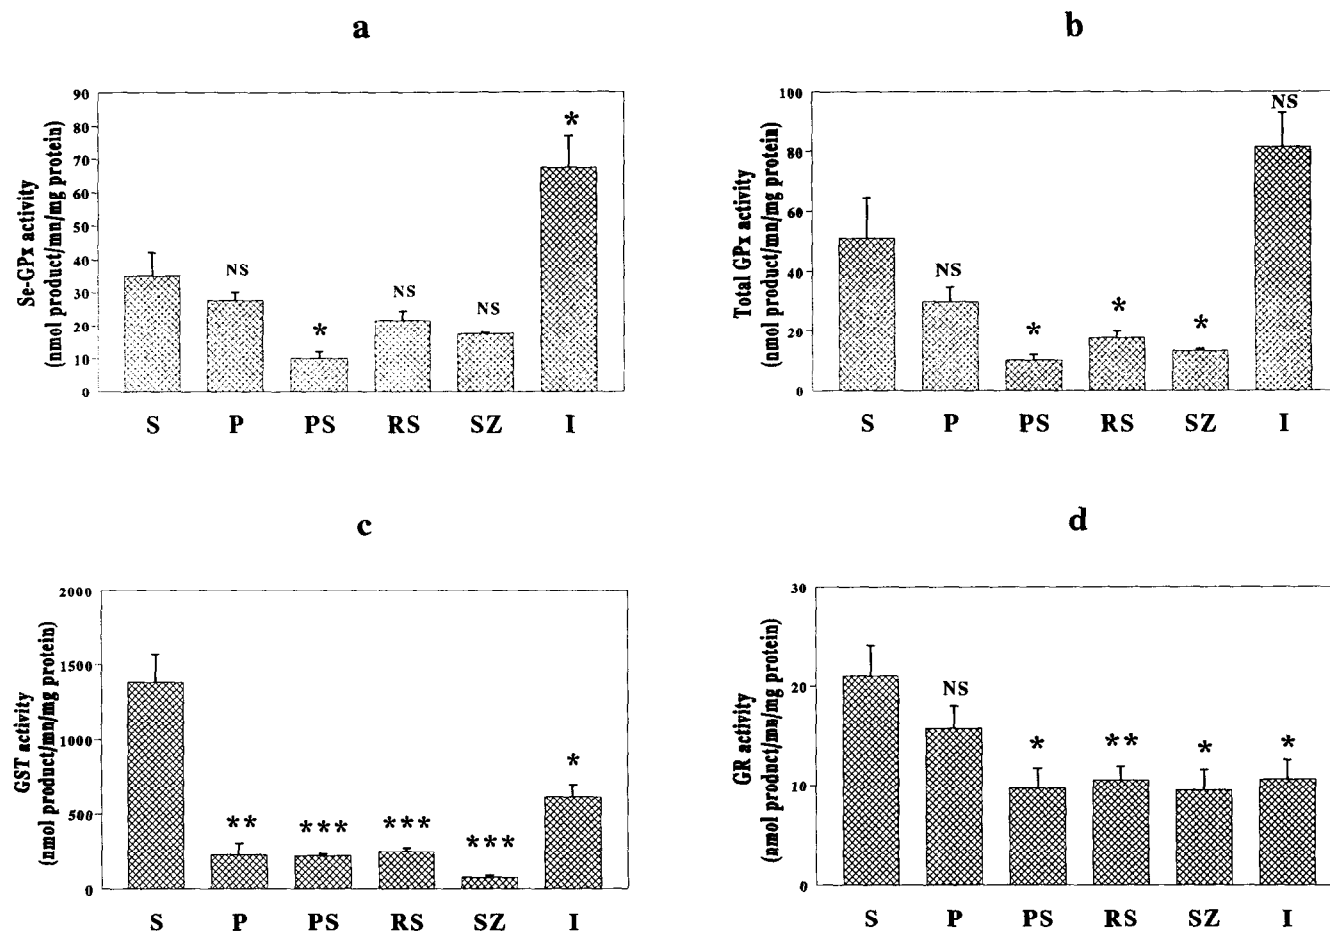 a
Se-GPx activity
(nmol product/mn/mg protein)
90
80
70
60
50
40
30
20
10
0
NS
*
NS
NS
*
S P PS RS SZ I
b
Total GPx activity
(nmol product/mn/mg protein)
100
80
60
40
20
0
NS
*
*
*
NS
S P PS RS SZ I
c
GST activity
(nmol product/mn/mg protein)
2000
1500
1000
500
0
**
***
***
***
*
S P PS RS SZ I
d
GR activity
(nmol product/mn/mg protein)
30
20
10
0
NS
*
**
*
*
S P PS RS SZ I